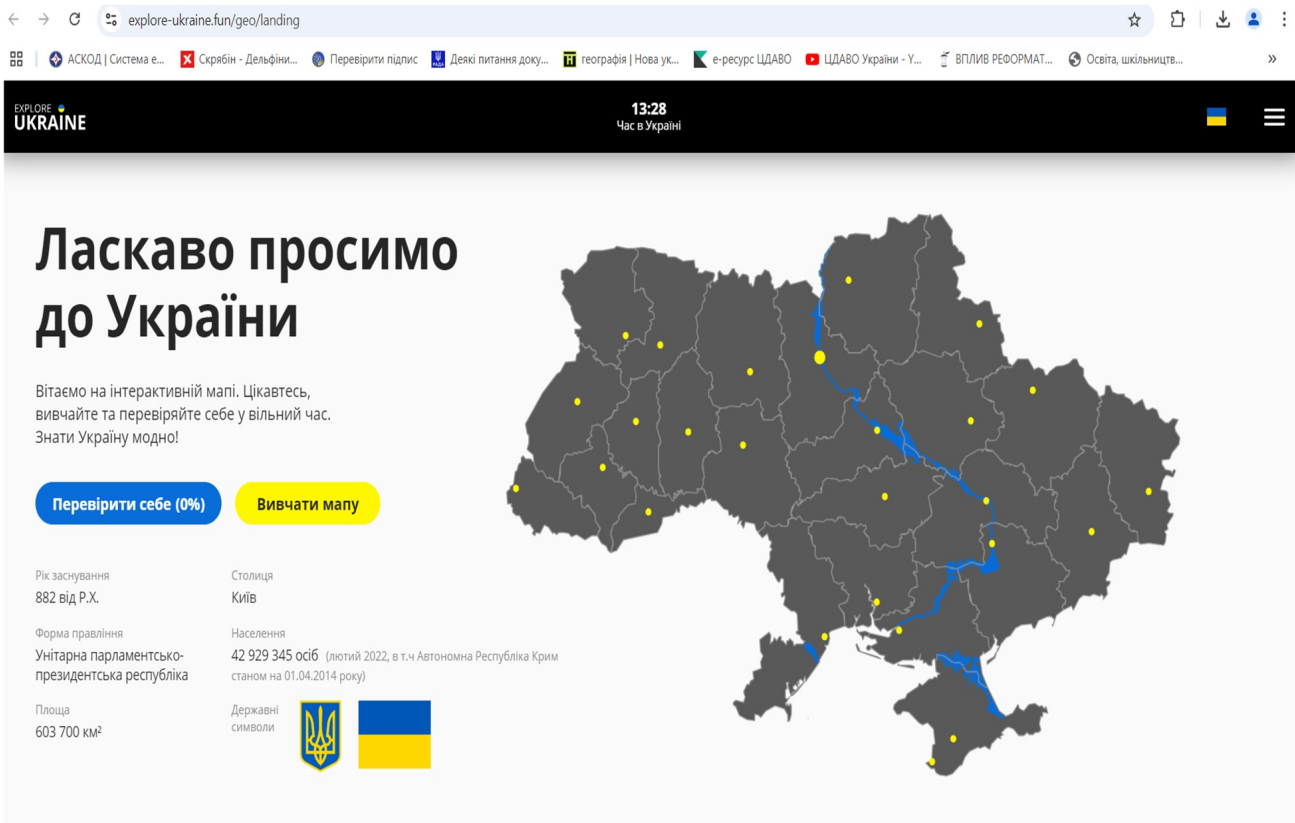 explore-ukraine.fun/geo/landing
АСКОД | Система е...
Скрябін - Дельфіни...
Перевірити підпис
Деякі питання доку...
географія | Нова ук...
е-ресурс ЦДАВО
ЦДАВО України - Y...
ВПЛИВ РЕФОРМАТ...
Освіта, шкільництв...
EXPLORE
UKRAINE
13:28
Час в Україні
Ласкаво просимо
до України
Вітаємо на інтерактивній мапі. Цікавтесь,
вивчайте та перевіряйте себе у вільний час.
Знати Україну модно!
Перевірити себе (0%)
Вивчати мапу
Рік заснування
882 від Р.Х.
Столиця
Київ
Форма правління
Унітарна парламентсько-
президентська республіка
Населення
42 929 345 осіб (лютий 2022, в т.ч Автономна Республіка Крим
станом на 01.04.2014 року)
Площа
603 700 км²
Державні
символи